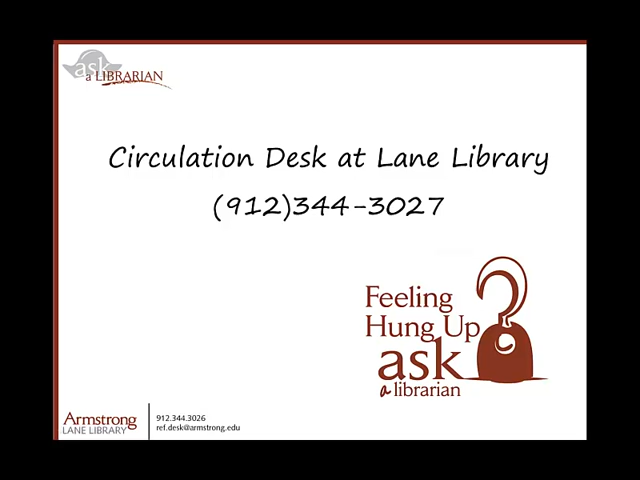 ask
a LIBRARIAN
Circulation Desk at Lane Library
(912)344-3027
Feeling
Hung Up
ask
a librarian
Armstrong
LANE LIBRARY
912.344.3026
ref.desk@armstrong.edu